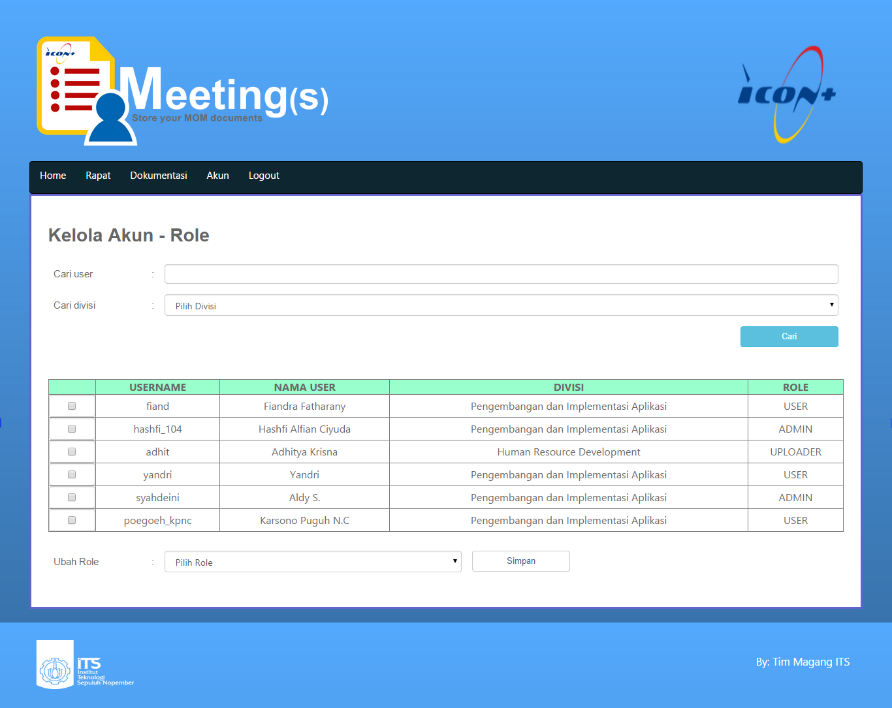 icon+
Meeting(s)
Store your MOM documents
icon+
Home Rapat Dokumentasi Akun Logout
Kelola Akun - Role
Cari user :
Cari divisi : Pilih Divisi
Cari
USERNAME NAMA USER DIVISI ROLE
fiand Fiandra Fatharany Pengembangan dan Implementasi Aplikasi USER
hashfi_104 Hashfi Alfian Ciyuda Pengembangan dan Implementasi Aplikasi ADMIN
adhit Adhitya Krisna Human Resource Development UPLOADER
yandri Yandri Pengembangan dan Implementasi Aplikasi USER
syahdeini Aldy S. Pengembangan dan Implementasi Aplikasi ADMIN
poegoeh_kpnc Karsono Puguh N.C Pengembangan dan Implementasi Aplikasi USER
Ubah Role : Pilih Role Simpan
iTS
Institut
Teknologi
Sepuluh Nopember
By: Tim Magang ITS